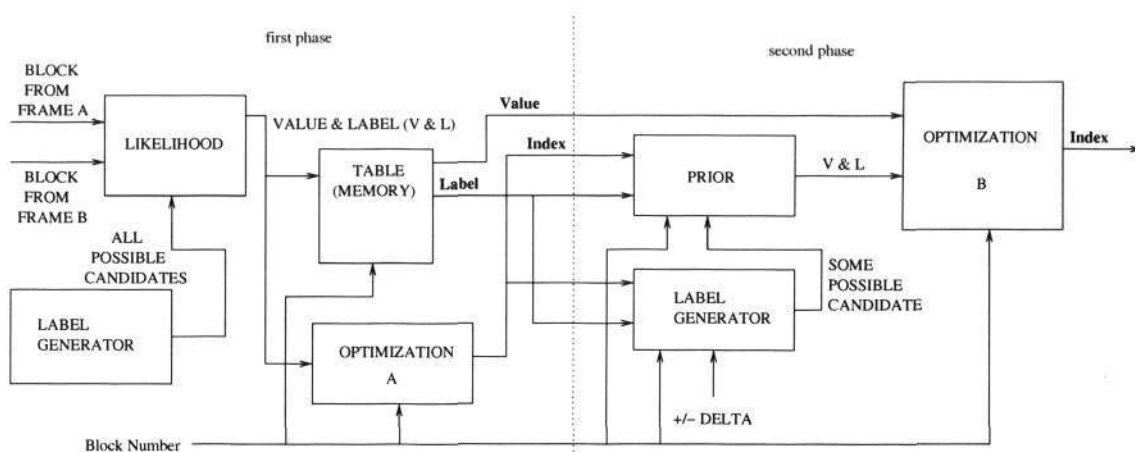 first phase
second phase
BLOCK
FROM
FRAME A
LIKELIHOOD
BLOCK
FROM
FRAME B
VALUE & LABEL (V & L)
TABLE
(MEMORY)
Value
Index
Label
PRIOR
V & L
OPTIMIZATION
B
Index
ALL
POSSIBLE
CANDIDATES
LABEL
GENERATOR
OPTIMIZATION
A
LABEL
GENERATOR
SOME
POSSIBLE
CANDIDATE
+/− DELTA
Block Number